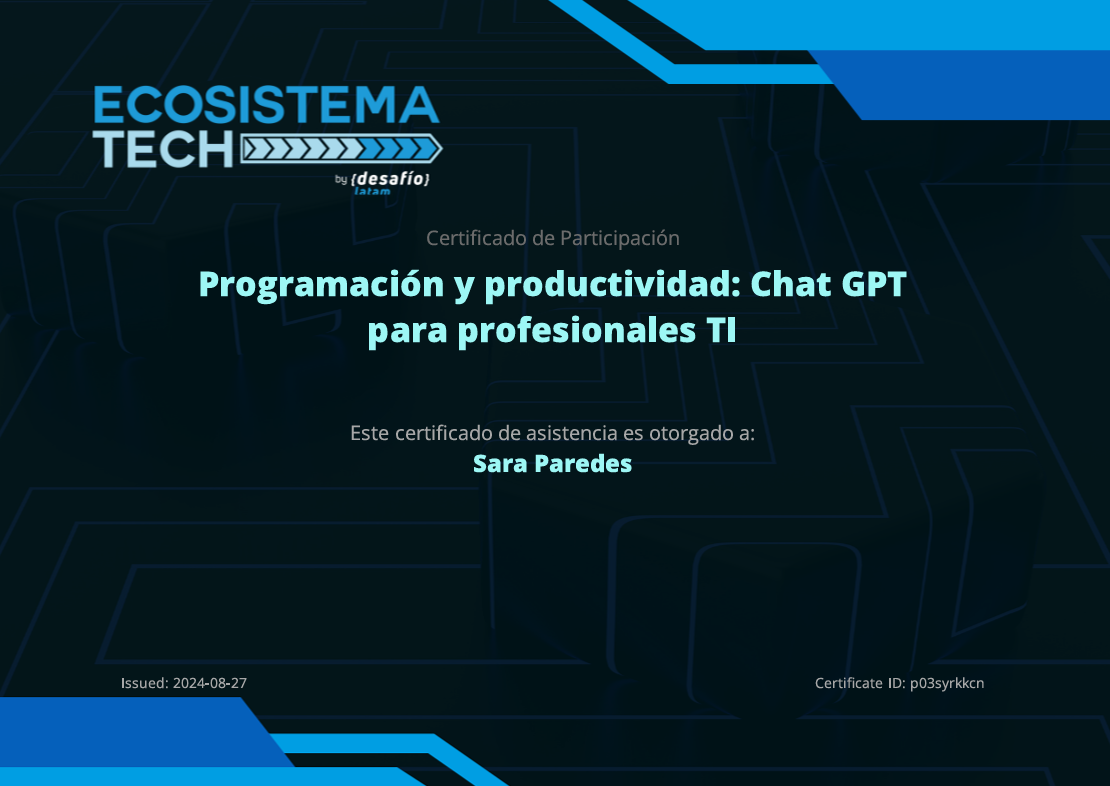 ECOSISTEMA
TECH
by {desafío}
latam
Certificado de Participación
Programación y productividad: Chat GPT
para profesionales TI
Este certificado de asistencia es otorgado a:
Sara Paredes
Issued: 2024-08-27
Certificate ID: p03syrkkcn